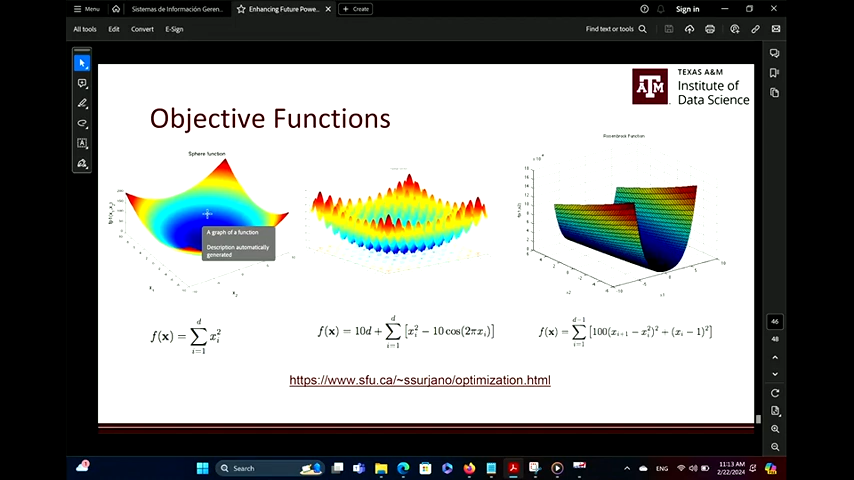 Menu
Sistemas de Información Geren...
Enhancing Future Powe...
Create
Sign in
All tools
Edit
Convert
E-Sign
Find text or tools
TEXAS A&M
Institute of
Data Science
Objective Functions
Sphere function
Rosenbrock Function
A graph of a function
Description automatically
generated
f(x) = \sum_{i=1}^{d} x_i^2
f(x) = 10d + \sum_{i=1}^{d} [x_i^2 − 10 cos(2πx_i)]
f(x) = \sum_{i=1}^{d-1} [100(x_{i+1} − x_i^2)^2 + (x_i − 1)^2]
https://www.sfu.ca/~ssurjano/optimization.html
46
48
Search
ENG
11:13 AM
2/22/2024